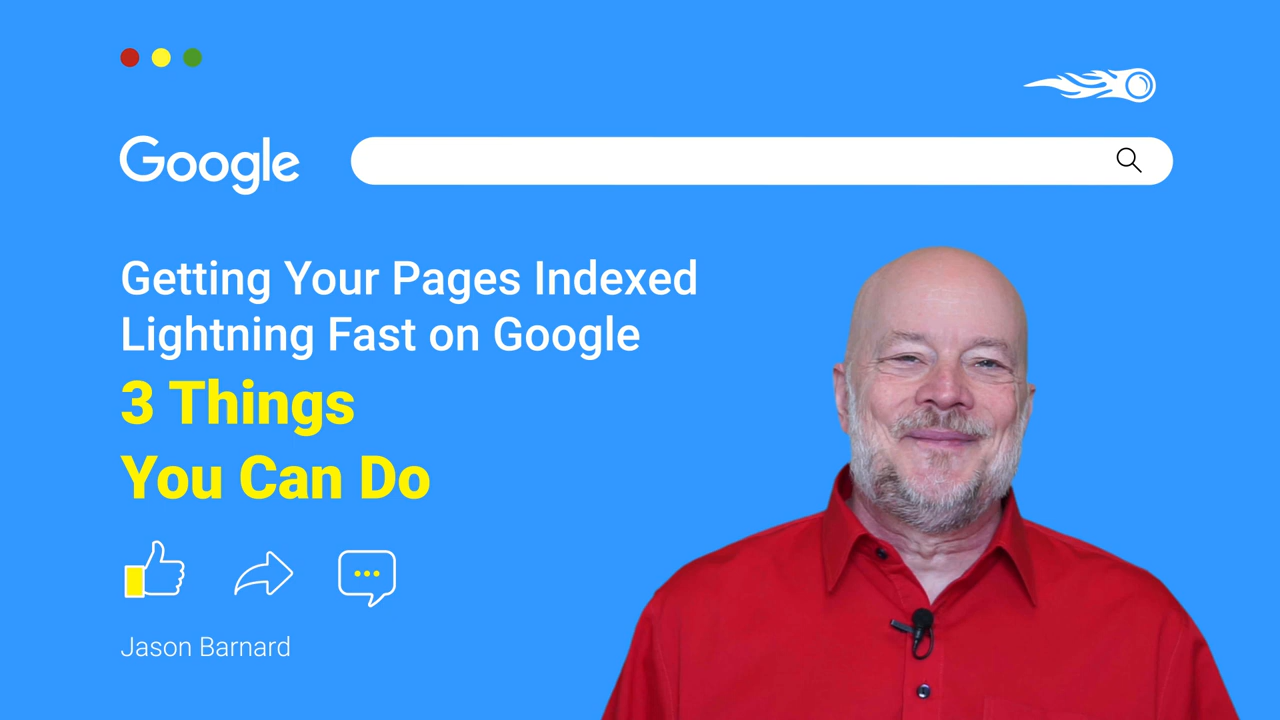 Google
Getting Your Pages Indexed
Lightning Fast on Google
3 Things
You Can Do
Jason Barnard